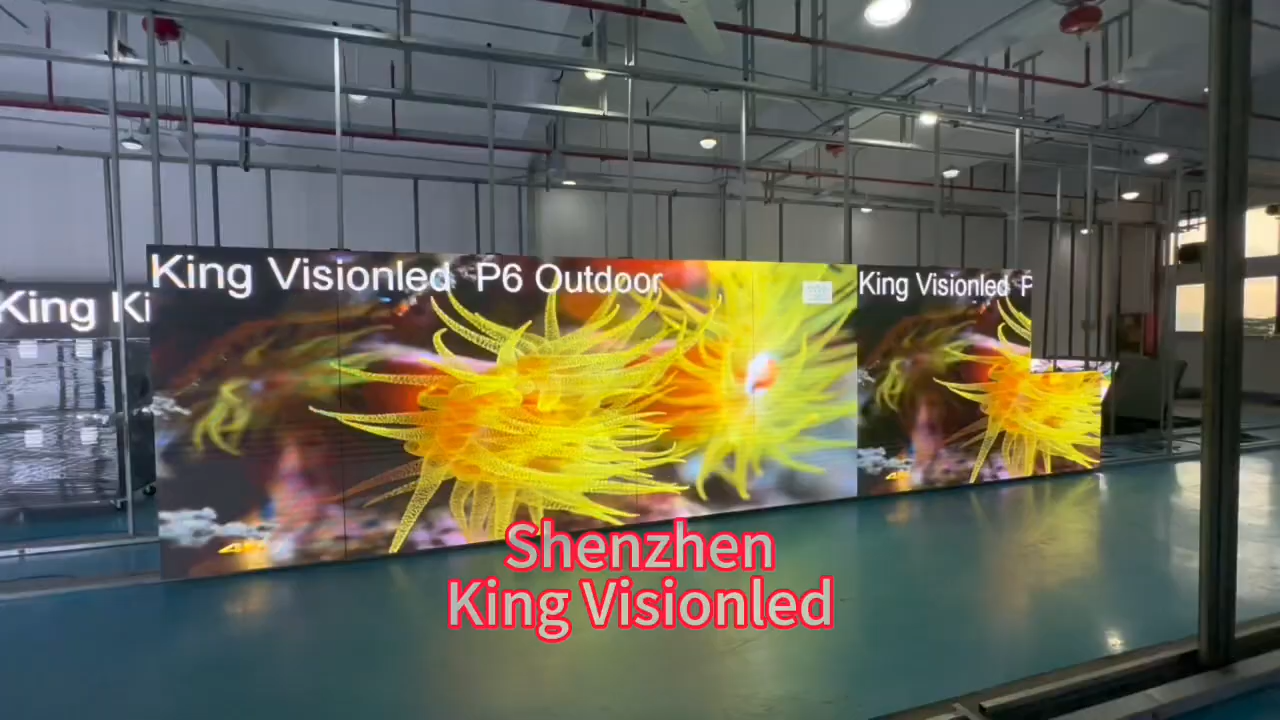 King Visionled P6 Outdoor
King Visionled P
King Ki
Shenzhen
King Visionled